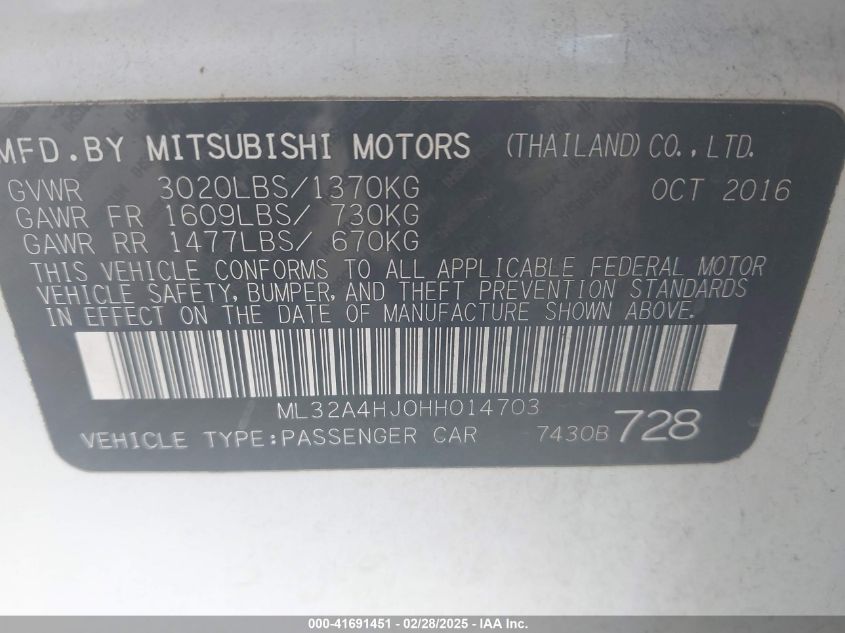 MFD.BY MITSUBISHI MOTORS (THAILAND)CO.,LTD.
GVWR 3020LBS/1370KG OCT 2016
GAWR FR 1609LBS/ 730KG
GAWR RR 1477LBS/ 670KG
THIS VEHICLE CONFORMS TO ALL APPLICABLE FEDERAL MOTOR
VEHICLE SAFETY, BUMPER, AND THEFT PREVENTION STANDARDS
IN EFFECT ON THE DATE OF MANUFACTURE SHOWN ABOVE.
ML32A4HJ0HH014703
VEHICLE TYPE:PASSENGER CAR 7430B 728
000-41691451 - 02/28/2025 - IAA Inc.